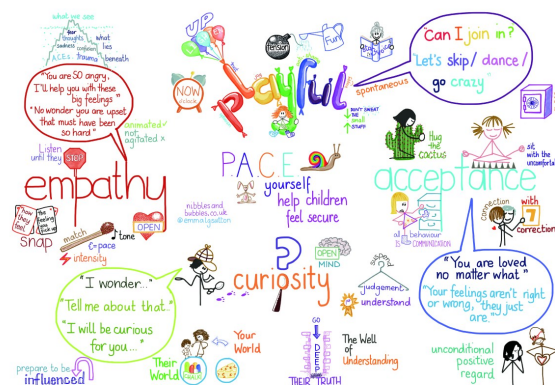 what we see
fear
thoughts
sadness
confusion
A.C.E.s trauma
what
lies
beneath
"You are SO angry,
I'll help you with these
big feelings"
"No wonder you are upset
that must have been
so hard"
animated✓
not
agitated x
Listen
until they
STOP
empathy
how
they
feel
the
feeling
SNAP
match
tone
E=pace
intensity
OPEN
UP
tension
Fun
NOW
o'clock
Playful
spontaneous
DON'T SWEAT
THE
small
STUFF
"Can I join in?"
"Let's skip/dance/
go crazy"
P.A.C.E
yourself
help children
feel secure
nibbles and
bubbles.co.uk
@emmalgsutton
Hug
the
cactus
sit
with the
uncomfortable
acceptance
all behaviour
is COMMUNICATION
connection
with
7
correction
"You are loved
no matter what"
"Your feelings aren't right
or wrong, they just
are."
unconditional
positive
regard
OPEN
MIND
?
curiosity
suspend
judgement
understand
"I wonder..."
"Tell me about that.."
"I will be curious
for you...."
prepare to be
influenced
Your
World
Their
World
GO
DEEP
THEIR TRUTH
The Well
of
Understanding